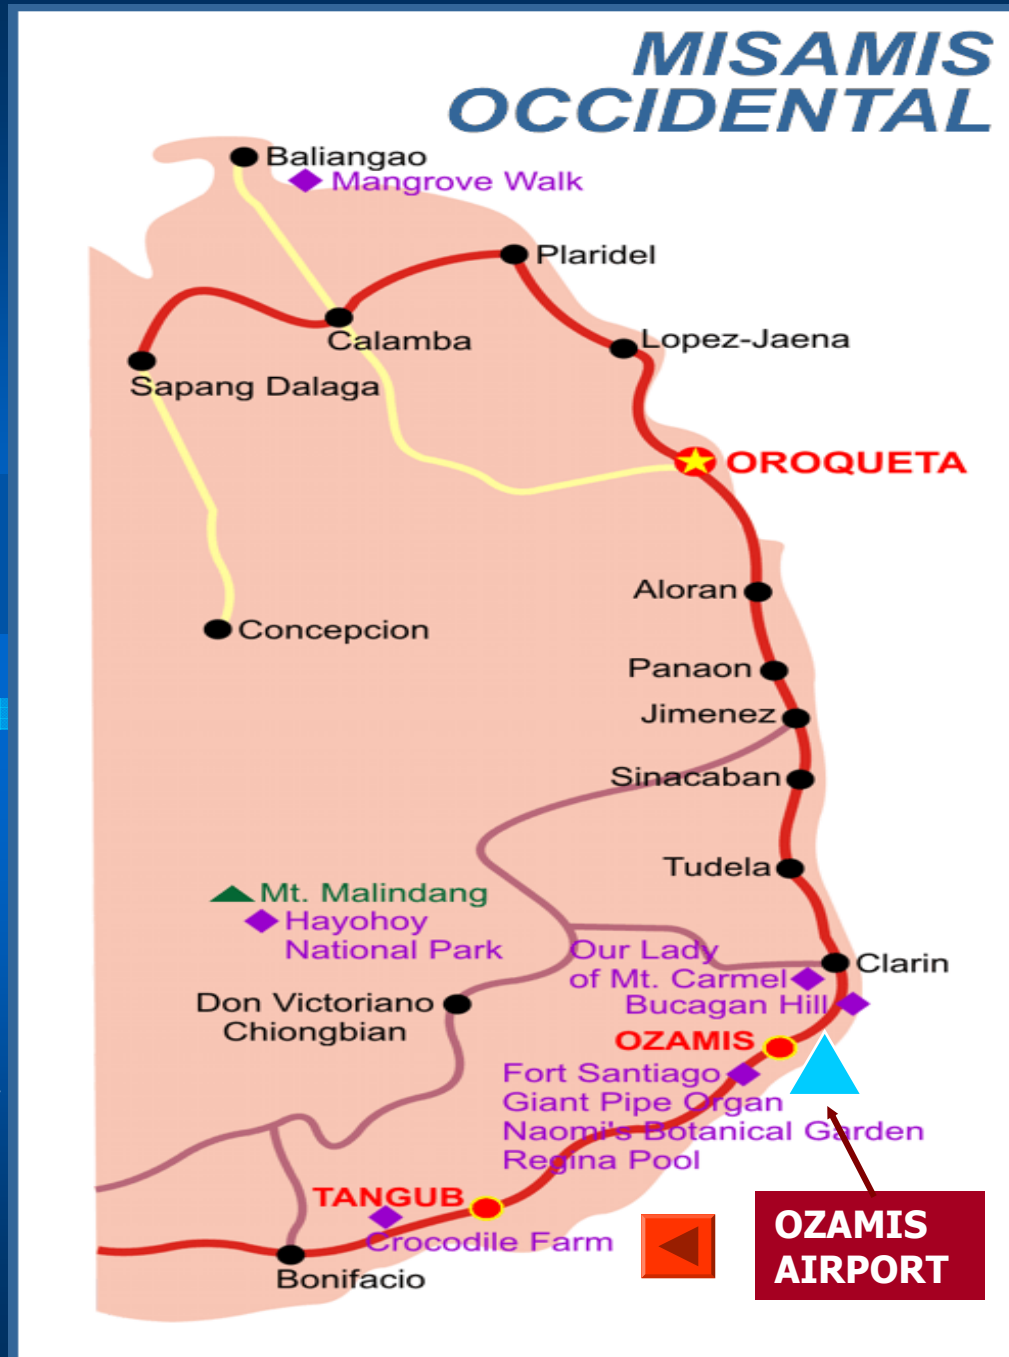 MISAMIS
OCCIDENTAL
Baliangao
Mangrove Walk
Plaridel
Lopez-Jaena
Calamba
Sapang Dalaga
OROQUETA
Aloran
Concepcion
Panaon
Jimenez
Sinacaban
Tudela
Mt. Malindang
Hayohoy
National Park
Our Lady
of Mt. Carmel
Clarin
Bucagan Hill
Don Victoriano
Chiongbian
OZAMIS
Fort Santiago
Giant Pipe Organ
Naomi's Botanical Garden
Regina Pool
TANGUB
Crocodile Farm
Bonifacio
OZAMIS
AIRPORT